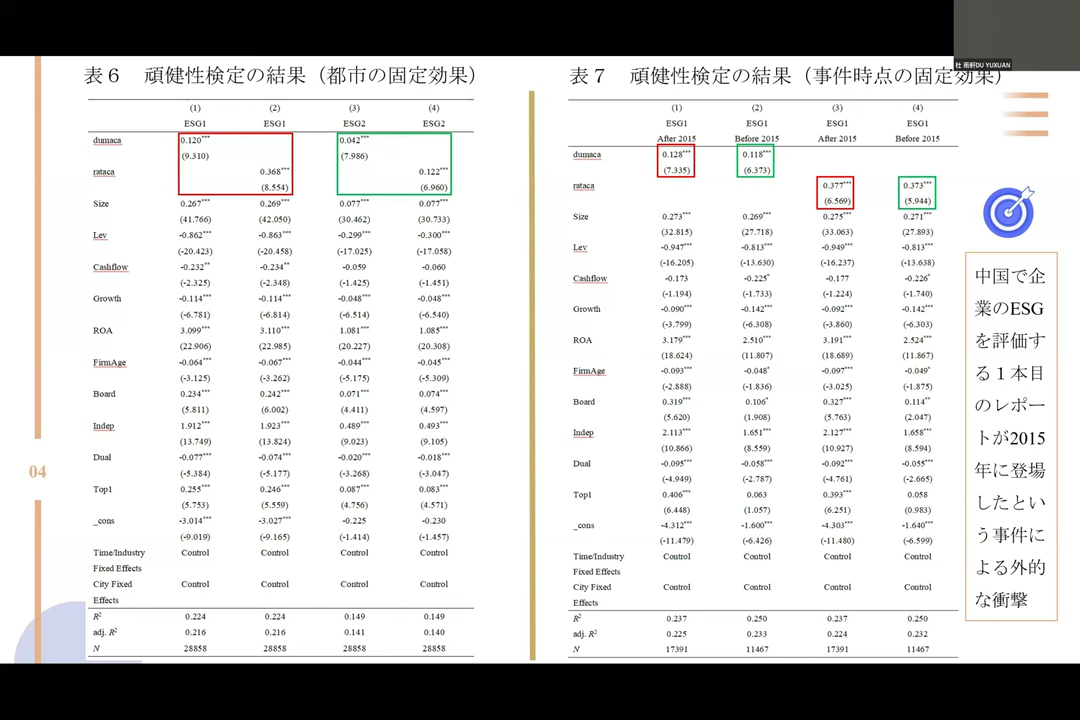 杜 雨軒DU YUXUAN
表6 頑健性検定の結果（都市の固定効果）
(1) (2) (3) (4)
ESG1 ESG1 ESG2 ESG2
dumaca 0.120*** 0.042***
(9.310) (7.986)
rataca 0.368*** 0.122***
(8.554) (6.960)
Size 0.267*** 0.269*** 0.077*** 0.077***
(41.766) (42.050) (30.462) (30.733)
Lev -0.862*** -0.863*** -0.299*** -0.300***
(-20.423) (-20.458) (-17.025) (-17.058)
Cashflow -0.232** -0.234** -0.059 -0.060
(-2.325) (-2.348) (-1.425) (-1.451)
Growth -0.114*** -0.114*** -0.048*** -0.048***
(-6.781) (-6.814) (-6.514) (-6.540)
ROA 3.099*** 3.110*** 1.081*** 1.085***
(22.906) (22.985) (20.227) (20.308)
FirmAge -0.064*** -0.067*** -0.044*** -0.045***
(-3.125) (-3.262) (-5.175) (-5.309)
Board 0.234*** 0.242*** 0.071*** 0.074***
(5.811) (6.002) (4.411) (4.597)
Indep 1.912*** 1.923*** 0.489*** 0.493***
(13.749) (13.824) (9.023) (9.105)
Dual -0.077*** -0.074*** -0.020*** -0.018***
(-5.384) (-5.177) (-3.268) (-3.047)
Top1 0.255*** 0.246*** 0.087*** 0.083***
(5.753) (5.559) (4.756) (4.571)
_cons -3.014*** -3.027*** -0.225 -0.230
(-9.019) (-9.165) (-1.414) (-1.457)
Time/Industry Control Control Control Control
Fixed Effects
City Fixed Control Control Control Control
Effects
R² 0.224 0.224 0.149 0.149
adj. R² 0.216 0.216 0.141 0.140
N 28858 28858 28858 28858
表7 頑健性検定の結果（事件時点の固定効果）
(1) (2) (3) (4)
ESG1 ESG1 ESG1 ESG1
After 2015 Before 2015 After 2015 Before 2015
dumaca 0.128*** 0.118***
(7.335) (6.373)
rataca 0.377*** 0.373***
(6.569) (5.944)
Size 0.273*** 0.269*** 0.275*** 0.271***
(32.815) (27.718) (33.063) (27.893)
Lev -0.947*** -0.813*** -0.949*** -0.813***
(-16.205) (-13.630) (-16.237) (-13.638)
Cashflow -0.173 -0.225* -0.177 -0.226*
(-1.194) (-1.733) (-1.224) (-1.740)
Growth -0.090*** -0.142*** -0.092*** -0.142***
(-3.799) (-6.308) (-3.860) (-6.303)
ROA 3.179*** 2.510*** 3.191*** 2.524***
(18.624) (11.807) (18.689) (11.867)
FirmAge -0.093*** -0.048* -0.097*** -0.049*
(-2.888) (-1.836) (-3.025) (-1.875)
Board 0.319*** 0.106* 0.327*** 0.114**
(5.620) (1.908) (5.763) (2.047)
Indep 2.113*** 1.651*** 2.127*** 1.658***
(10.866) (8.559) (10.927) (8.594)
Dual -0.095*** -0.058*** -0.092*** -0.055***
(-4.949) (-2.787) (-4.761) (-2.665)
Top1 0.406*** 0.063 0.393*** 0.058
(6.448) (1.057) (6.251) (0.983)
_cons -4.312*** -1.600*** -4.303*** -1.640***
(-11.479) (-6.426) (-11.480) (-6.599)
Time/Industry Control Control Control Control
Fixed Effects
City Fixed Control Control Control Control
Effects
R² 0.237 0.250 0.237 0.250
adj. R² 0.225 0.233 0.224 0.232
N 17391 11467 17391 11467
中国で企
業のESG
を評価す
る１本目
のレポー
トが2015
年に登場
したとい
う事件に
よる外的
な衝撃
04